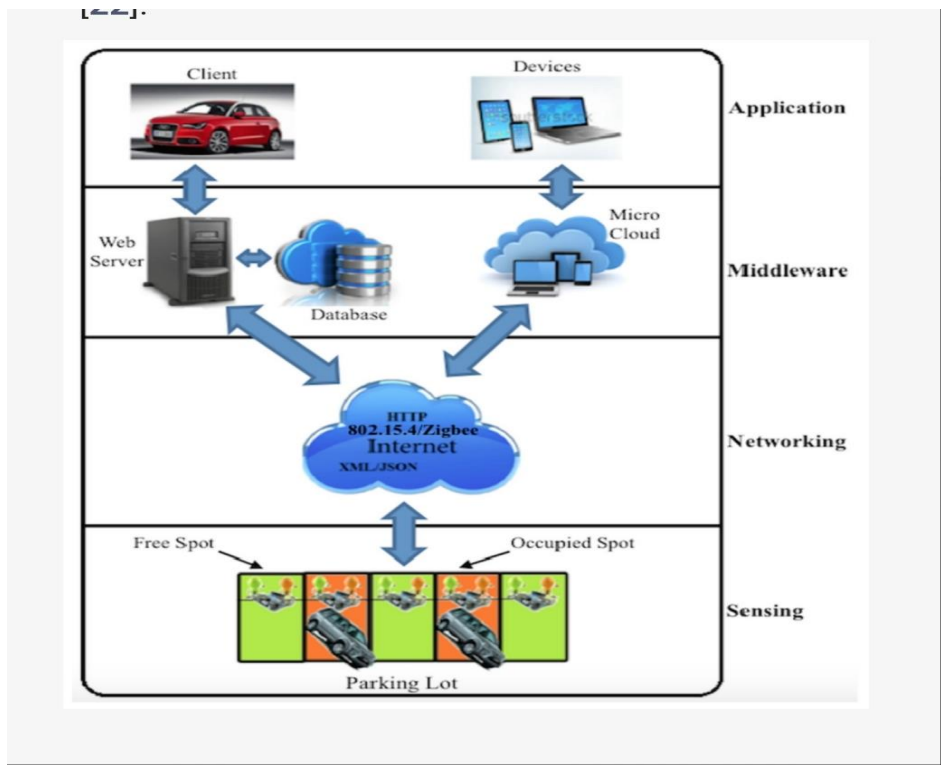 [22].
Client
Devices
Application
Web
Server
Database
Micro
Cloud
Middleware
HTTP
802.15.4/Zigbee
Internet
XML/JSON
Networking
Free Spot
Occupied Spot
Sensing
Parking Lot